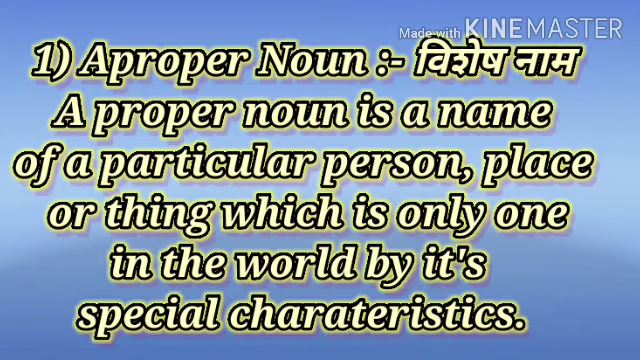 Made with KINEMASTER
1) Aproper Noun :- विशेष नाम
A proper noun is a name
of a particular person, place
or thing which is only one
in the world by it's
special charateristics.